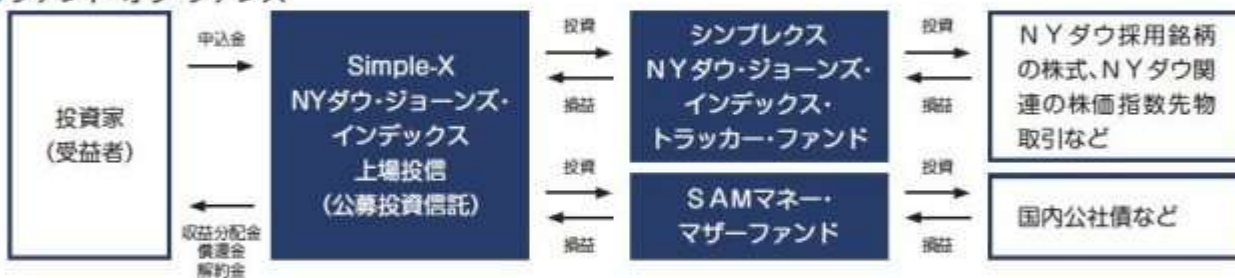 申込金
投資家
(受益者)
収益分配金
償還金
解約金
Simple-X
NYダウ・ジョーンズ・
インデックス
上場投信
(公募投資信託)
投資
損益
投資
損益
シンプレクス
NYダウ・ジョーンズ・
インデックス・
トラッカー・ファンド
SAMマネー・
マザーファンド
投資
損益
投資
損益
NYダウ採用銘柄
の株式、NYダウ関
連の株価指数先物
取引など
国内公社債など